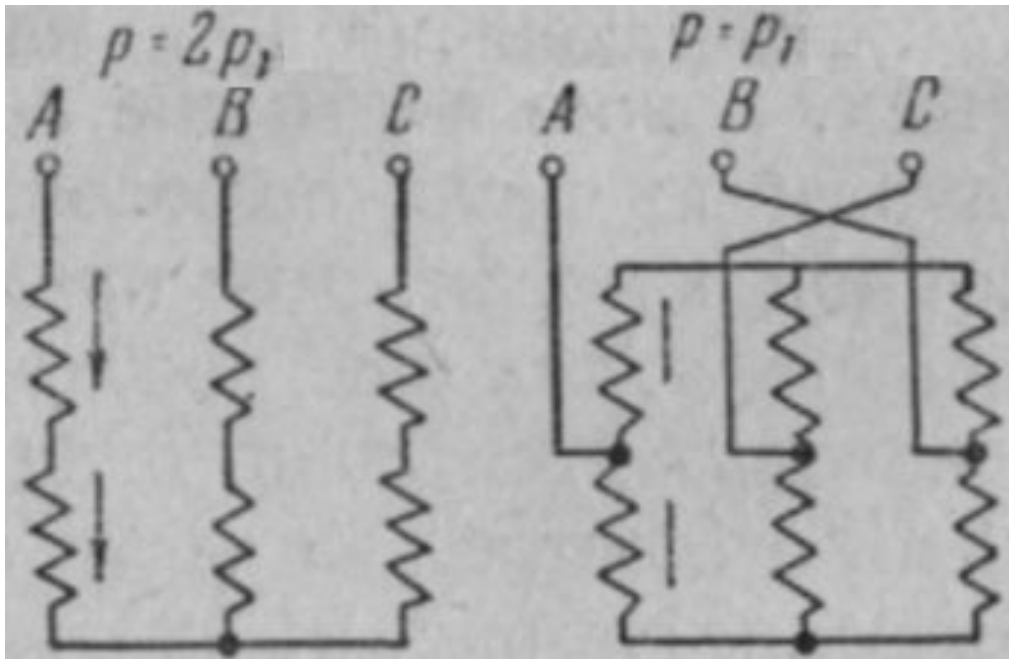 p = 2p₁
A B C
p = p₁
A B C